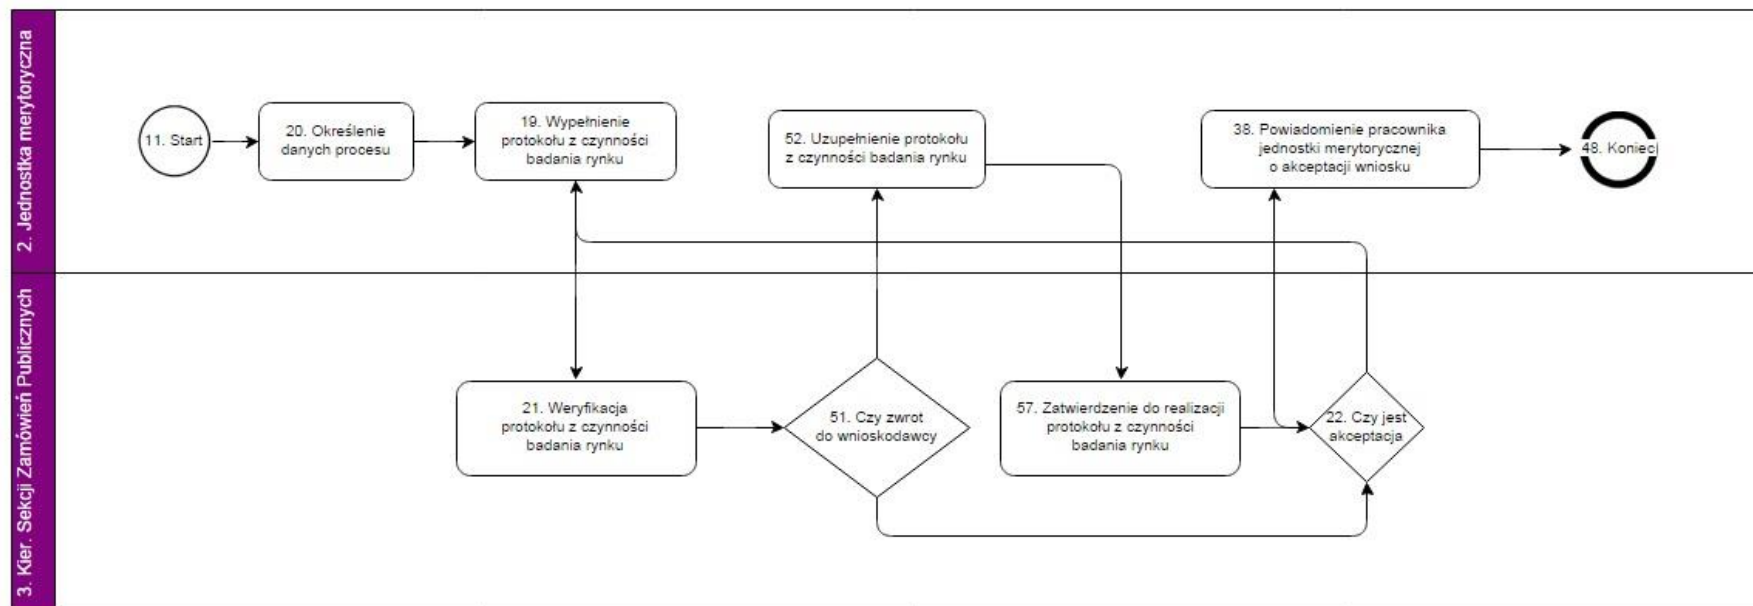 2. Jednostka merytoryczna
11. Start
20. Określenie
danych procesu
19. Wypełnienie
protokołu z czynności
badania rynku
52. Uzupełnienie protokołu
z czynności badania rynku
38. Powiadomienie pracownika
jednostki merytorycznej
o akceptacji wniosku
48. Koniec
3. Kier. Sekcji Zamówień Publicznych
21. Weryfikacja
protokołu z czynności
badania rynku
51. Czy zwrot
do wnioskodawcy
57. Zatwierdzenie do realizacji
protokołu z czynności
badania rynku
22. Czy jest
akceptacja